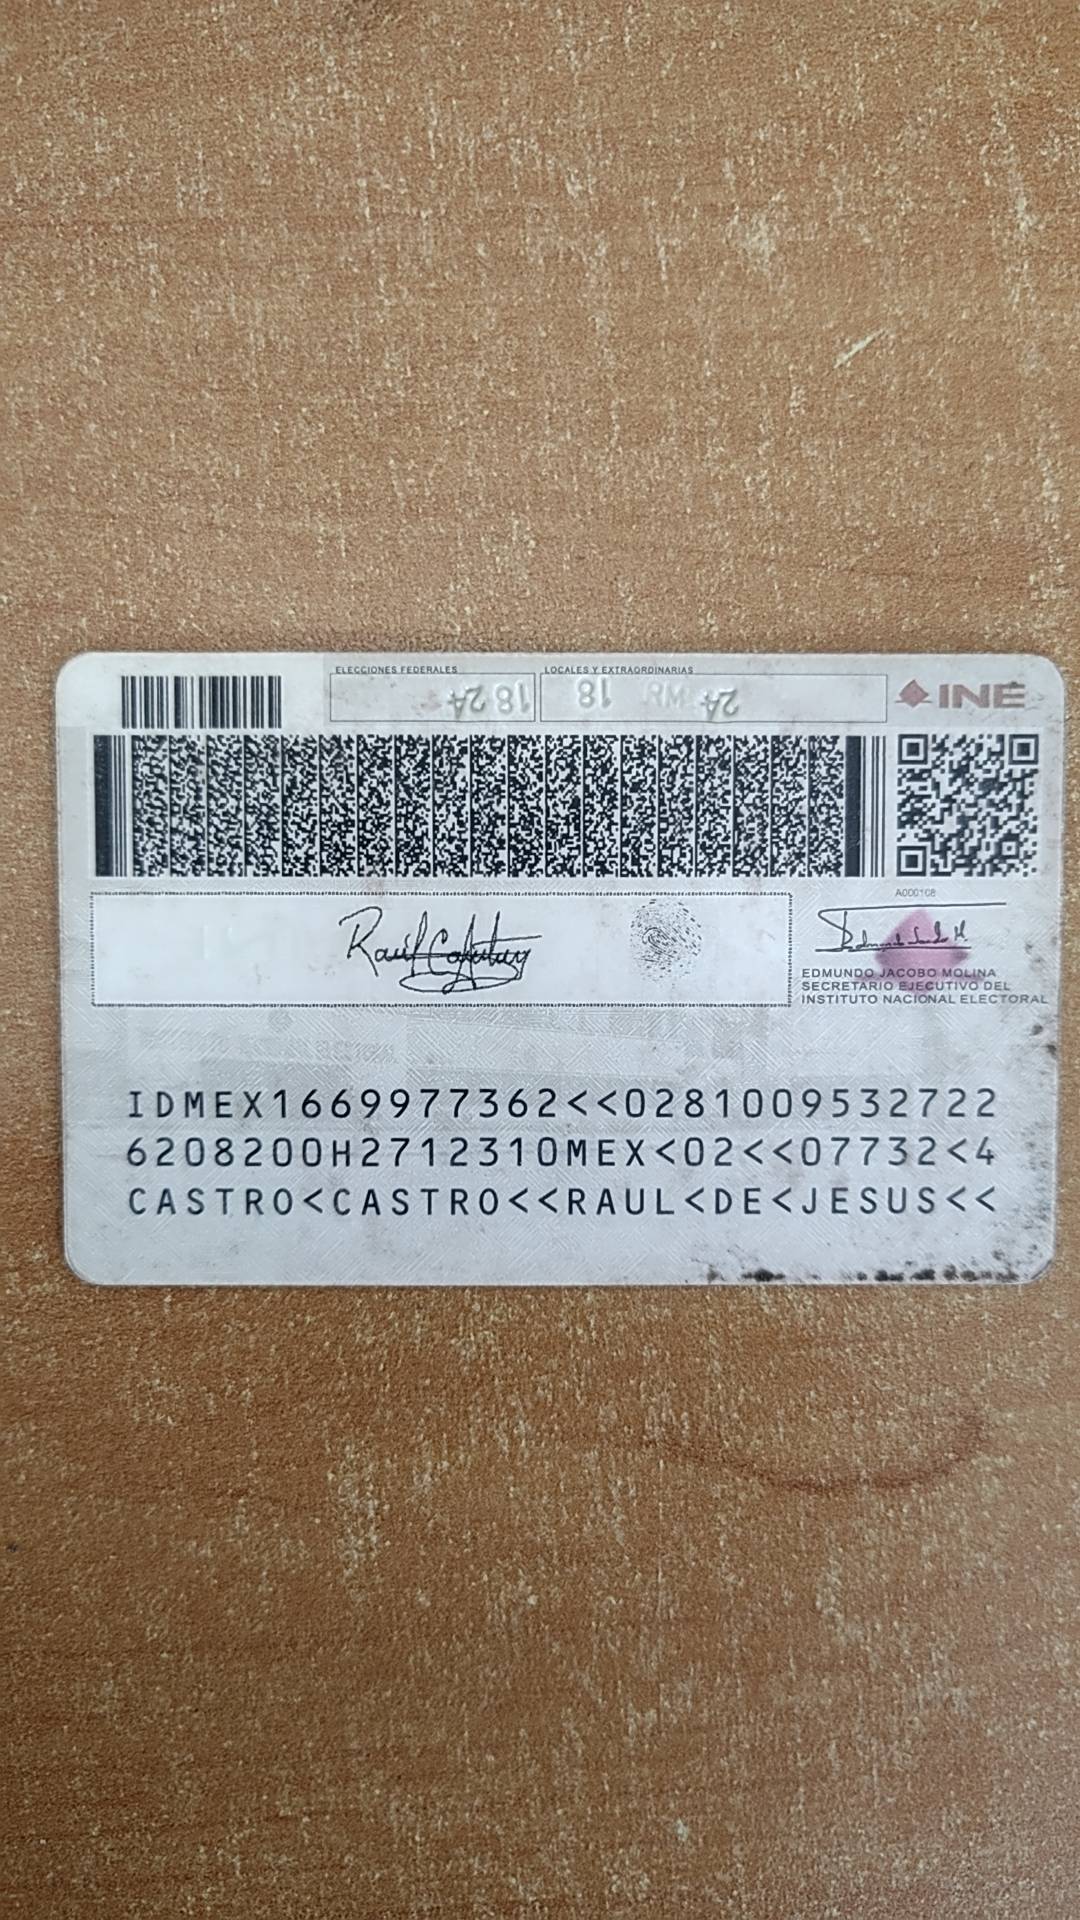 ELECCIONES FEDERALES LOCALES Y EXTRAORDINARIAS
18 24 18 24
INE
A000108
EDMUNDO JACOBO MOLINA
SECRETARIO EJECUTIVO DEL
INSTITUTO NACIONAL ELECTORAL
IDMEX1669977362<<0281009532722
6208200H2712310MEX<02<<07732<4
CASTRO<CASTRO<<RAUL<DE<JESUS<<